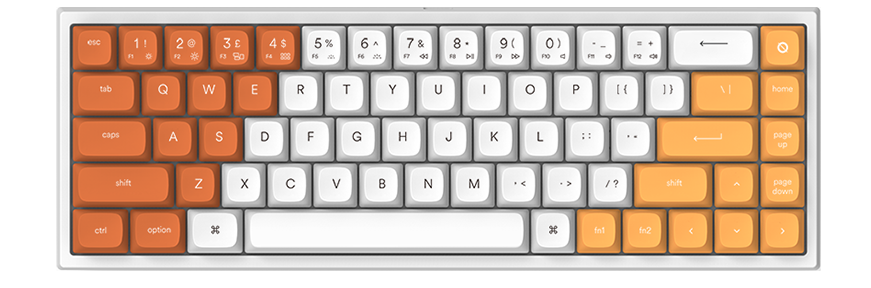 esc 1 ! F1 2 @ F2 3 £ F3 4 $ F4 5 % F5 6 ^ F6 7 & F7 8 * F8 9 ( F9 0 ) F10 - _ F11 = + F12
tab Q W E R T Y U I O P [ { ] } \ | home
caps A S D F G H J K L ; : ' " page up
shift Z X C V B N M , < . > / ? shift page down
ctrl option ⌘ ⌘ fn1 fn2